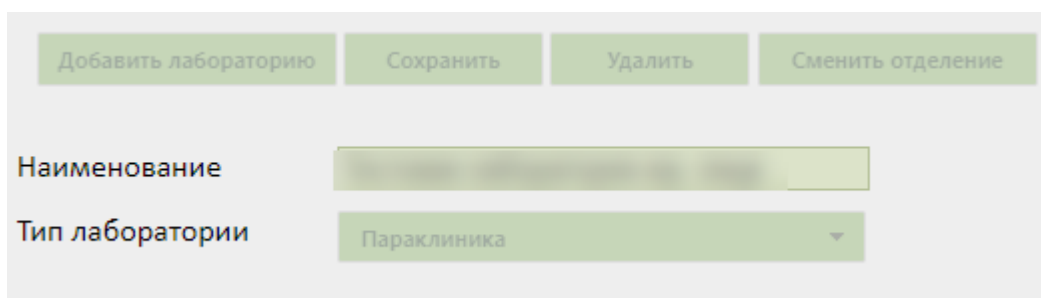 Добавить лабораторию Сохранить Удалить Сменить отделение
Наименование
Тип лаборатории Параклиника